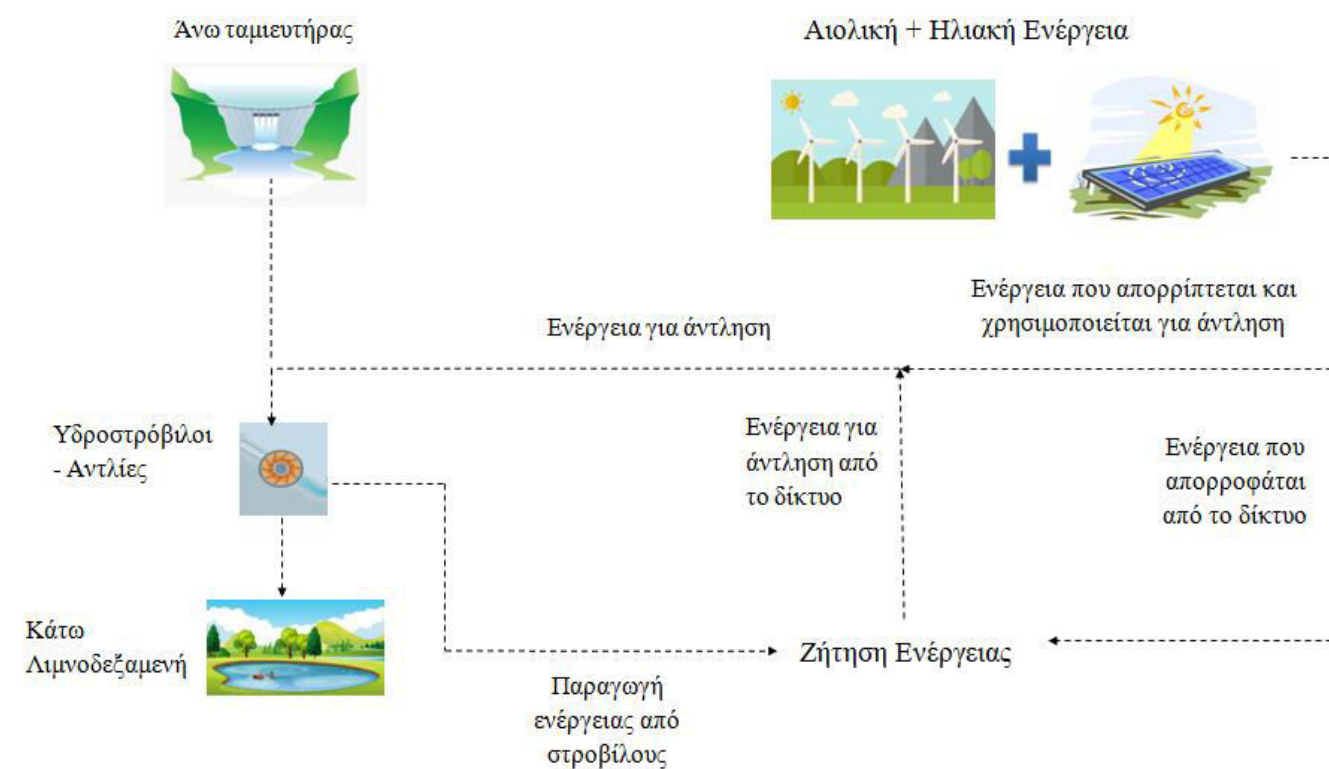 Άνω ταμιευτήρας
Αιολική + Ηλιακή Ενέργεια
Ενέργεια που απορρίπτεται και
χρησιμοποιείται για άντληση
Ενέργεια για άντληση
Υδροστρόβιλοι
- Αντλίες
Ενέργεια για
άντληση από
το δίκτυο
Ενέργεια που
απορροφάται
από το δίκτυο
Κάτω
Λιμνοδεξαμενή
Ζήτηση Ενέργειας
Παραγωγή
ενέργειας από
στροβίλους